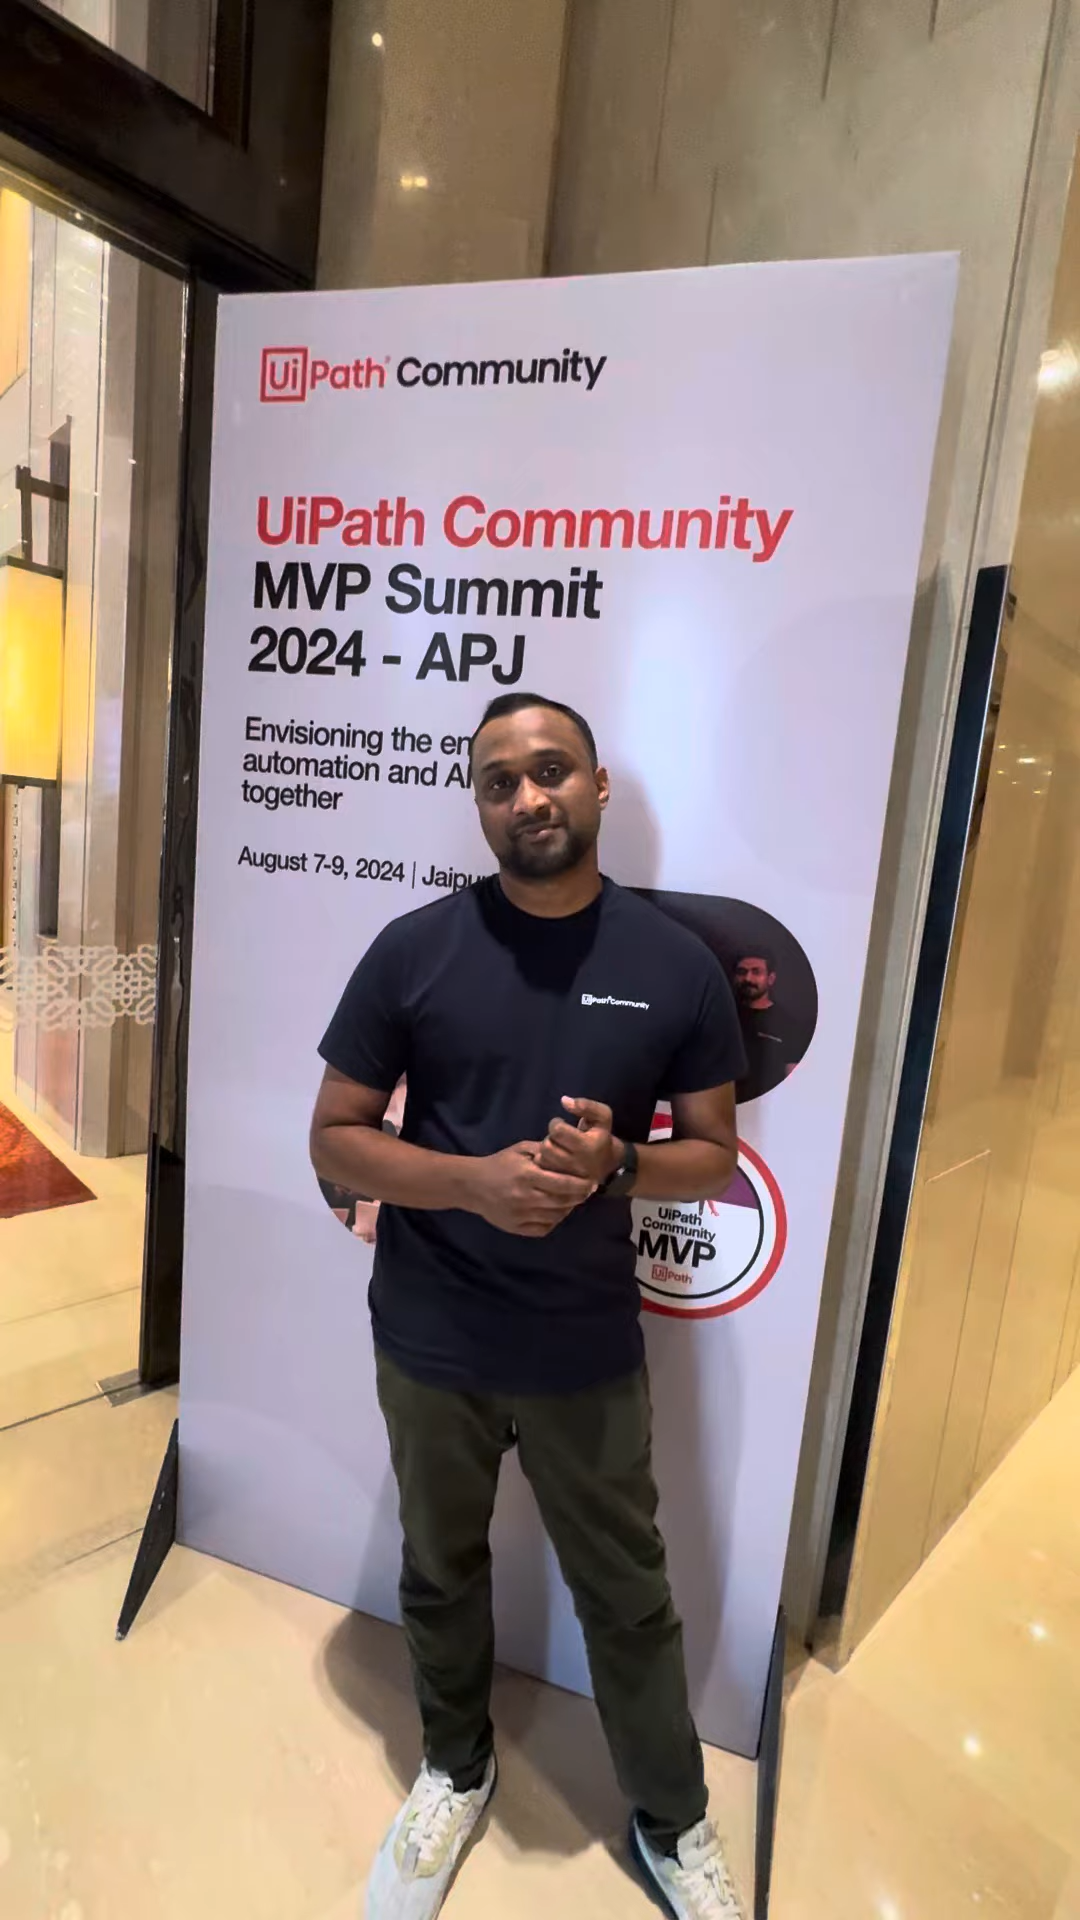 UiPath Community
UiPath Community
MVP Summit
2024 - APJ
Envisioning the
automation and
together
August 7-9, 2024 |
UiPath Community
UiPath
Community
MVP
UiPath